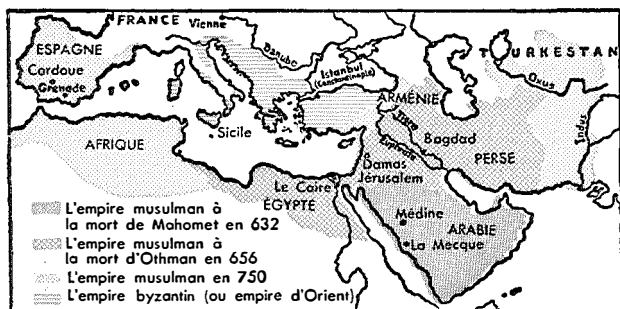 FRANCE
Vienne
TURKESTAN
ESPAGNE
Danube
Cordoue
Grenade
Istanbul
(Constantinople)
Oxus
ARMÉNIE
Tigre
Indus
Sicile
Bagdad
AFRIQUE
Euphrate
PERSE
Damas
Jérusalem
Le Caire
ÉGYPTE
Médine
ARABIE
La Mecque
L'empire musulman à
la mort de Mahomet en 632
L'empire musulman à
la mort d'Othman en 656
L'empire musulman en 750
L'empire byzantin (ou empire d'Orient)